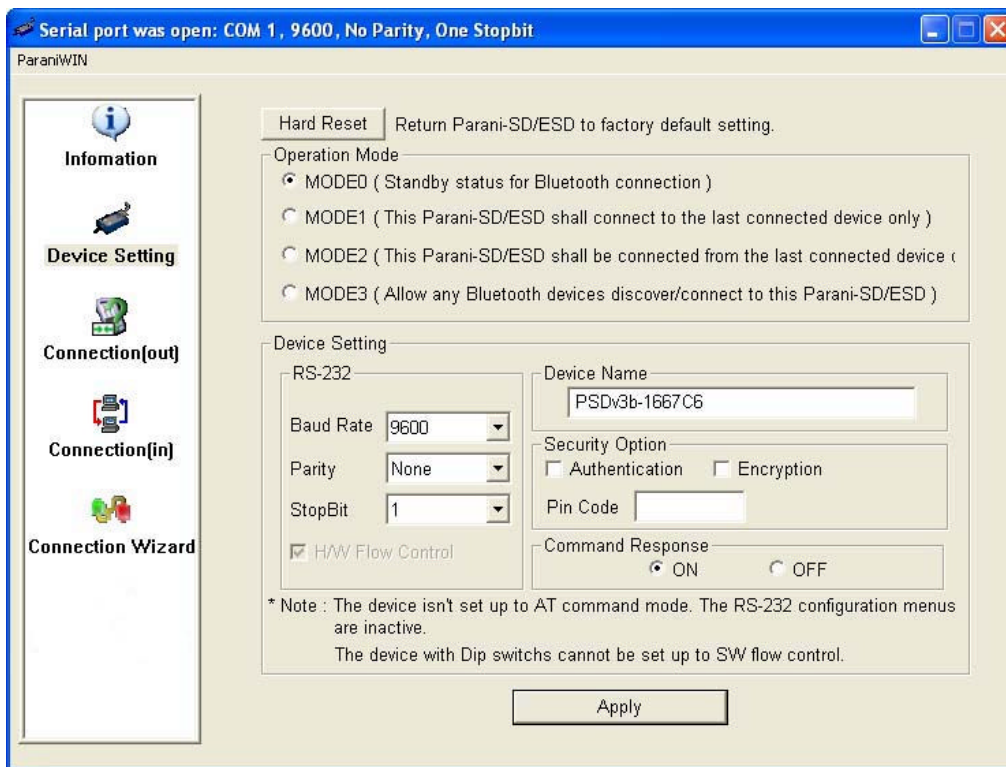 Serial port was open: COM 1, 9600, No Parity, One Stopbit
ParaniWIN
Infomation
Device Setting
Connection(out)
Connection(in)
Connection Wizard
Hard Reset Return Parani-SD/ESD to factory default setting.
Operation Mode
MODE0 ( Standby status for Bluetooth connection )
MODE1 ( This Parani-SD/ESD shall connect to the last connected device only )
MODE2 ( This Parani-SD/ESD shall be connected from the last connected device
MODE3 ( Allow any Bluetooth devices discover/connect to this Parani-SD/ESD )
Device Setting
RS-232
Baud Rate 9600
Parity None
StopBit 1
H/W Flow Control
Device Name
PSDv3b-1667C6
Security Option
Authentication Encryption
Pin Code
Command Response
ON OFF
* Note : The device isn't set up to AT command mode. The RS-232 configuration menus
are inactive.
The device with Dip switchs cannot be set up to SW flow control.
Apply